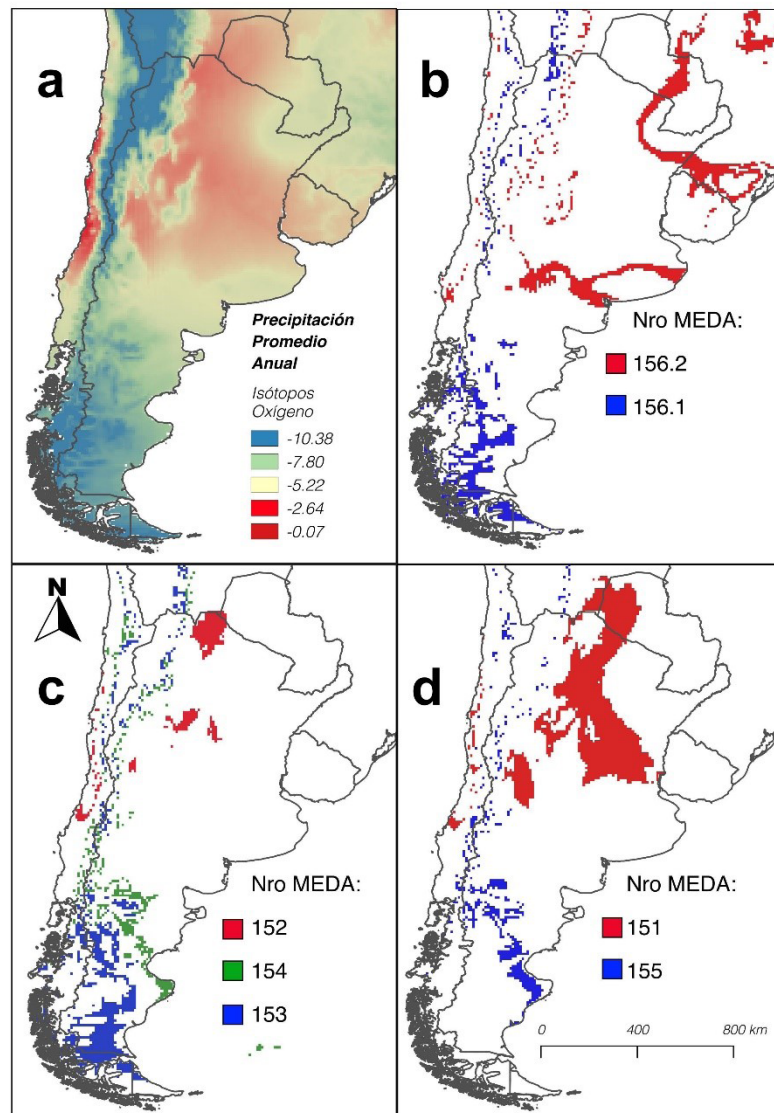 a
Precipitación
Promedio
Anual
Isótopos
Oxígeno
-10.38
-7.80
-5.22
-2.64
-0.07
b
Nro MEDA:
156.2
156.1
N
c
Nro MEDA:
152
154
153
d
Nro MEDA:
151
155
0 400 800 km